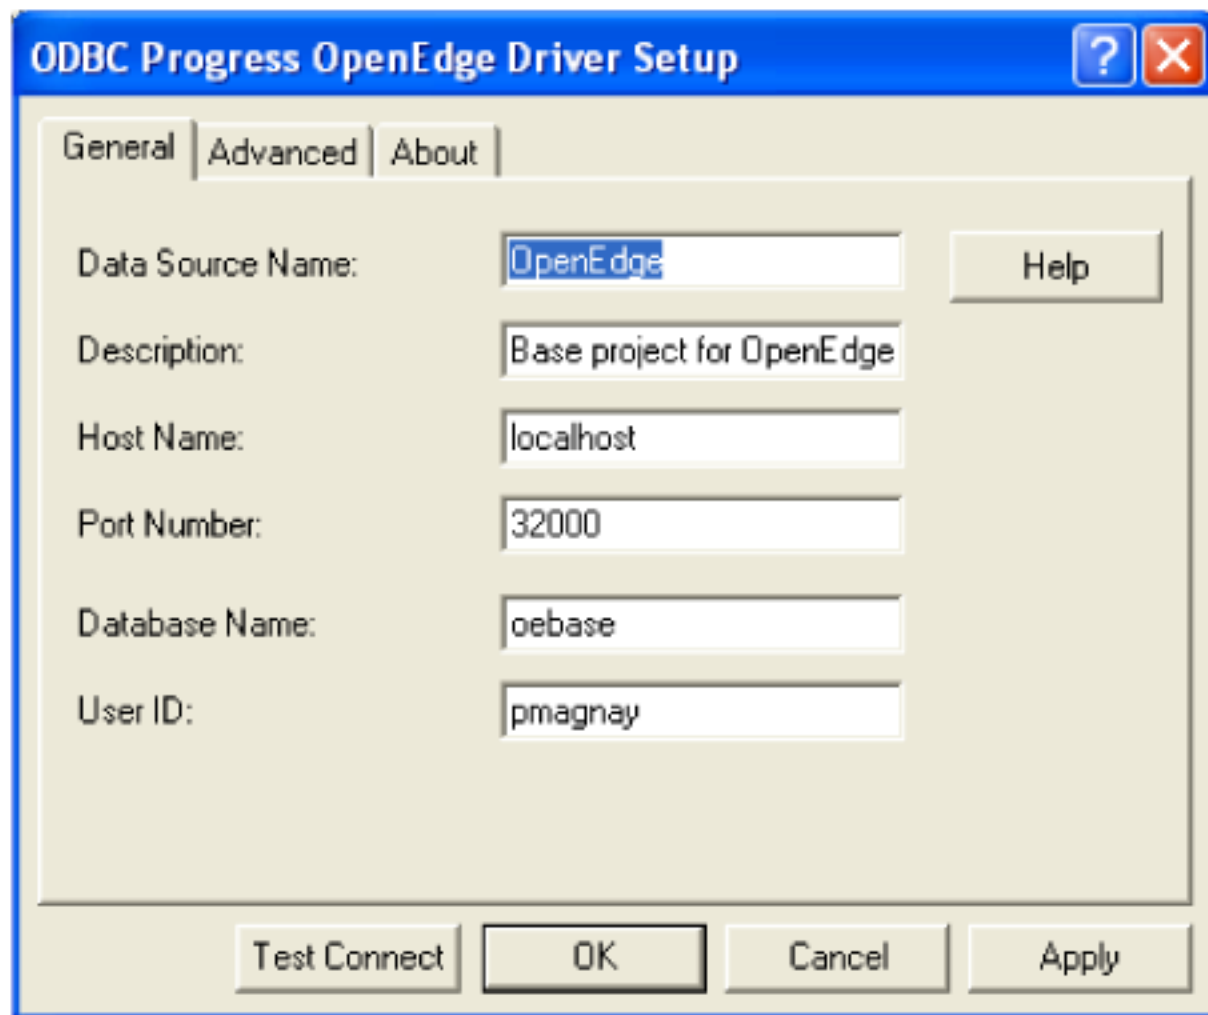 ODBC Progress OpenEdge Driver Setup ?
General Advanced About
Data Source Name: OpenEdge Help
Description: Base project for OpenEdge
Host Name: localhost
Port Number: 32000
Database Name: oebase
User ID: pmagnay
Test Connect OK Cancel Apply